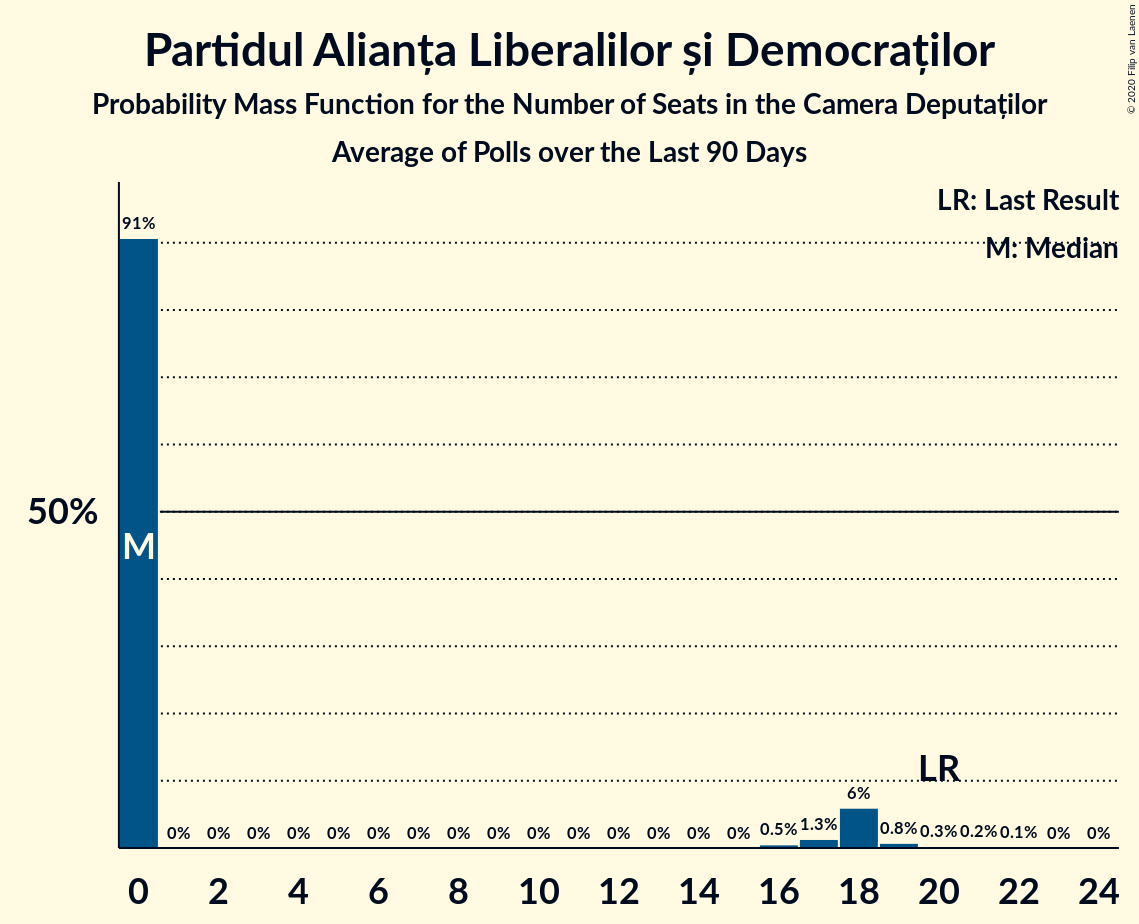 Partidul Alianța Liberalilor și Democraților
Probability Mass Function for the Number of Seats in the Camera Deputaților
Average of Polls over the Last 90 Days
© 2020 Filip van Laenen
LR: Last Result
M: Median
91%
50%
M
LR
0% 0% 0% 0% 0% 0% 0% 0% 0% 0% 0% 0% 0% 0% 0% 0.5% 1.3% 6% 0.8% 0.3% 0.2% 0.1% 0% 0%
0 2 4 6 8 10 12 14 16 18 20 22 24